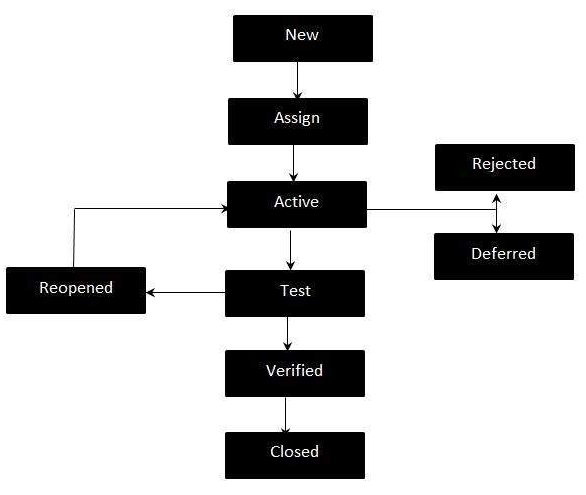 New
Assign
Rejected
Active
Deferred
Reopened
Test
Verified
Closed